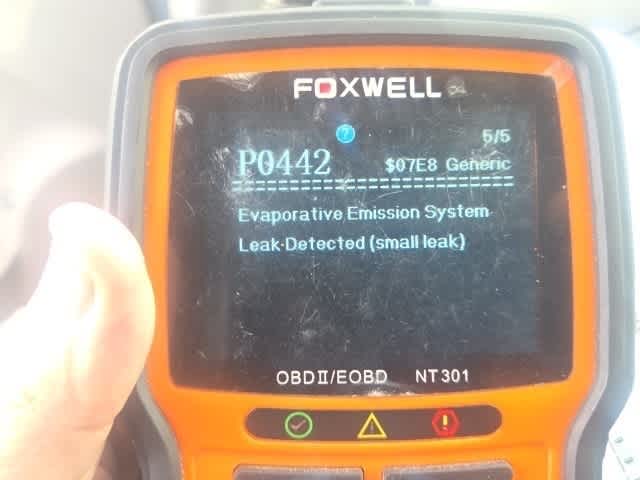 FOXWELL
? 5/5
P0442 $07E8 Generic
Evaporative Emission System
Leak Detected (small leak)
OBDII/EOBD NT301